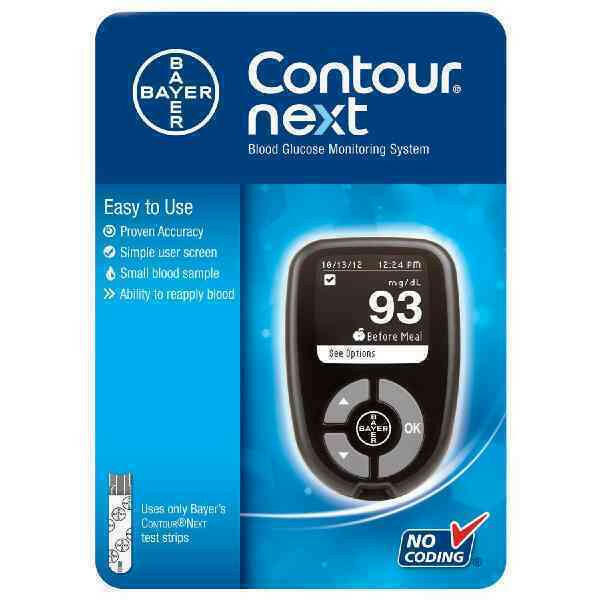 BAYER
BAYER
Contour®
next
Blood Glucose Monitoring System
Easy to Use
Proven Accuracy
Simple user screen
Small blood sample
Ability to reapply blood
10/13/12 12:24 PM
mg/dL
93
Before Meal
See Options
BAYER
BAYER
OK
Uses only Bayer's
CONTOUR®NEXT
test strips
NO
CODING®